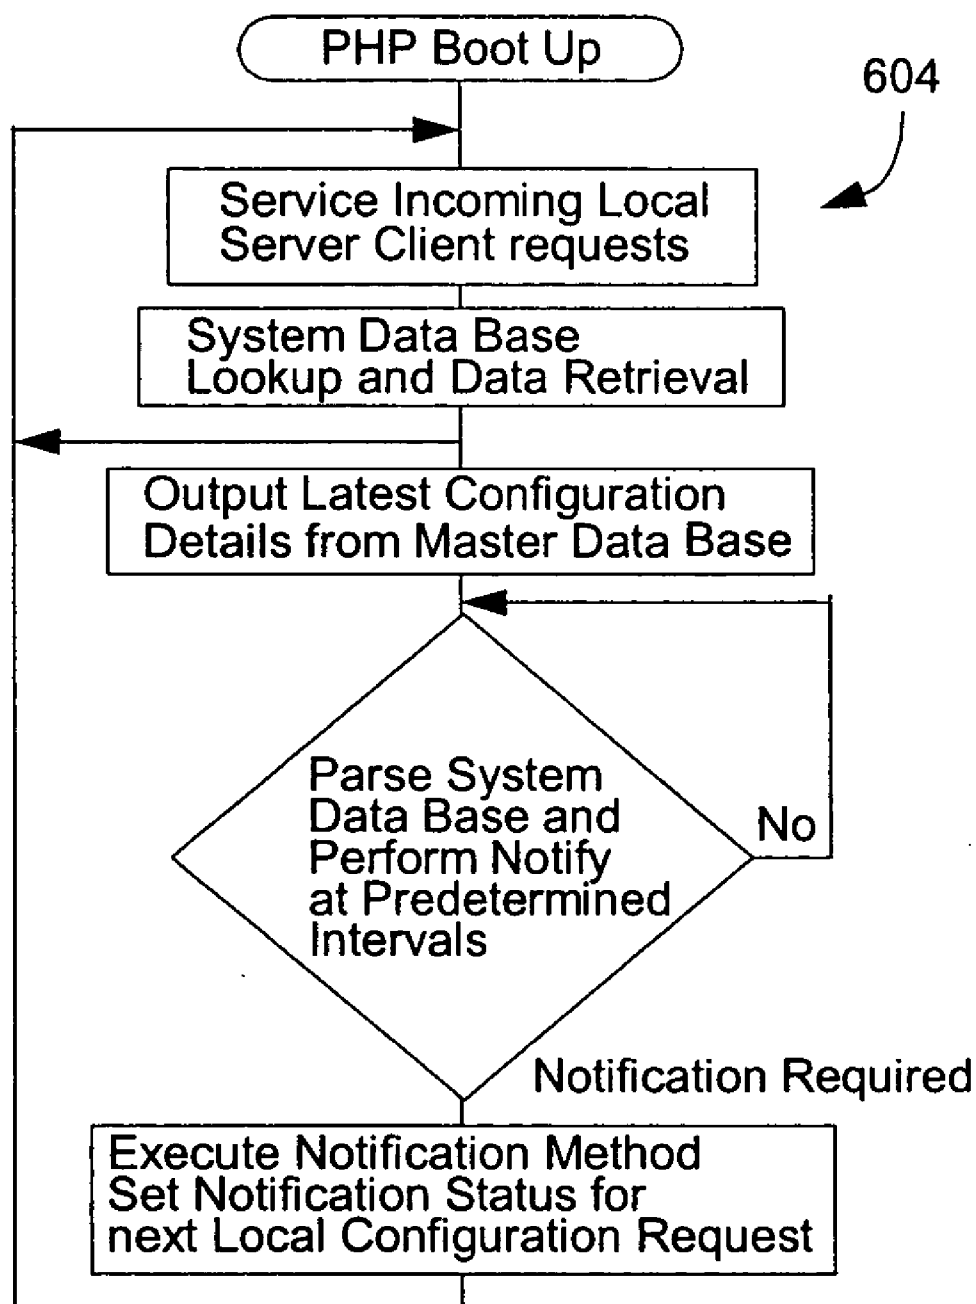 PHP Boot Up
604
Service Incoming Local
Server Client requests
System Data Base
Lookup and Data Retrieval
Output Latest Configuration
Details from Master Data Base
Parse System
Data Base and
Perform Notify
at Predetermined
Intervals
No
Notification Required
Execute Notification Method
Set Notification Status for
next Local Configuration Request